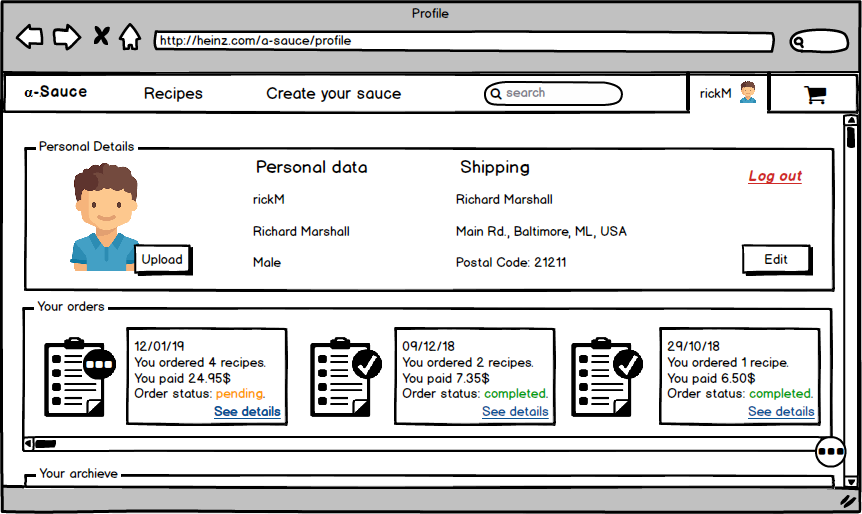 Profile
http://heinz.com/a-sauce/profile
α-Sauce Recipes Create your sauce search rickM
Personal Details
Personal data
rickM
Richard Marshall
Male
Shipping
Richard Marshall
Main Rd., Baltimore, ML, USA
Postal Code: 21211
Log out
Upload
Edit
Your orders
12/01/19
You ordered 4 recipes.
You paid 24.95$
Order status: pending.
See details
09/12/18
You ordered 2 recipes.
You paid 7.35$
Order status: completed.
See details
29/10/18
You ordered 1 recipe.
You paid 6.50$
Order status: completed.
See details
Your archieve